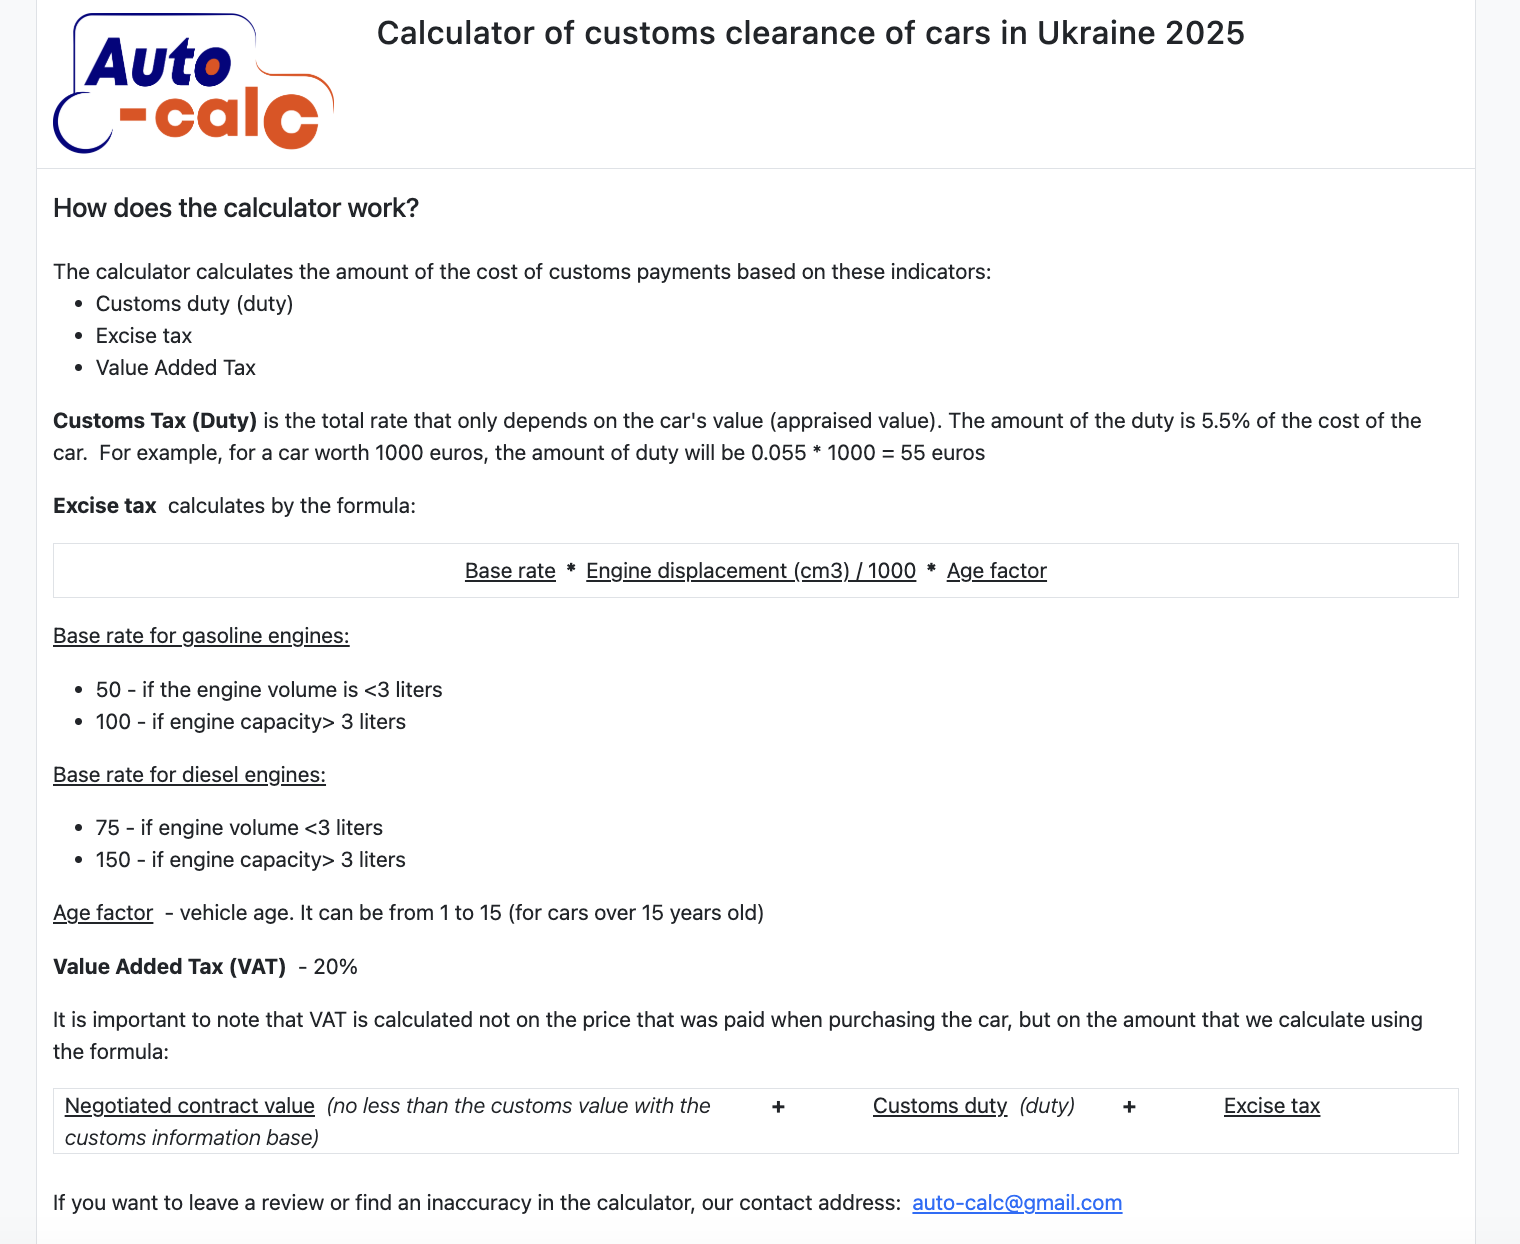 Auto
-calc
Calculator of customs clearance of cars in Ukraine 2025
How does the calculator work?
The calculator calculates the amount of the cost of customs payments based on these indicators:
• Customs duty (duty)
• Excise tax
• Value Added Tax
Customs Tax (Duty) is the total rate that only depends on the car's value (appraised value). The amount of the duty is 5.5% of the cost of the
car.  For example, for a car worth 1000 euros, the amount of duty will be 0.055 * 1000 = 55 euros
Excise tax  calculates by the formula:
Base rate * Engine displacement (cm3) / 1000 * Age factor
Base rate for gasoline engines:
• 50 - if the engine volume is <3 liters
• 100 - if engine capacity> 3 liters
Base rate for diesel engines:
• 75 - if engine volume <3 liters
• 150 - if engine capacity> 3 liters
Age factor  - vehicle age. It can be from 1 to 15 (for cars over 15 years old)
Value Added Tax (VAT)  - 20%
It is important to note that VAT is calculated not on the price that was paid when purchasing the car, but on the amount that we calculate using
the formula:
Negotiated contract value  (no less than the customs value with the + Customs duty  (duty) + Excise tax
customs information base)
If you want to leave a review or find an inaccuracy in the calculator, our contact address:  auto-calc@gmail.com